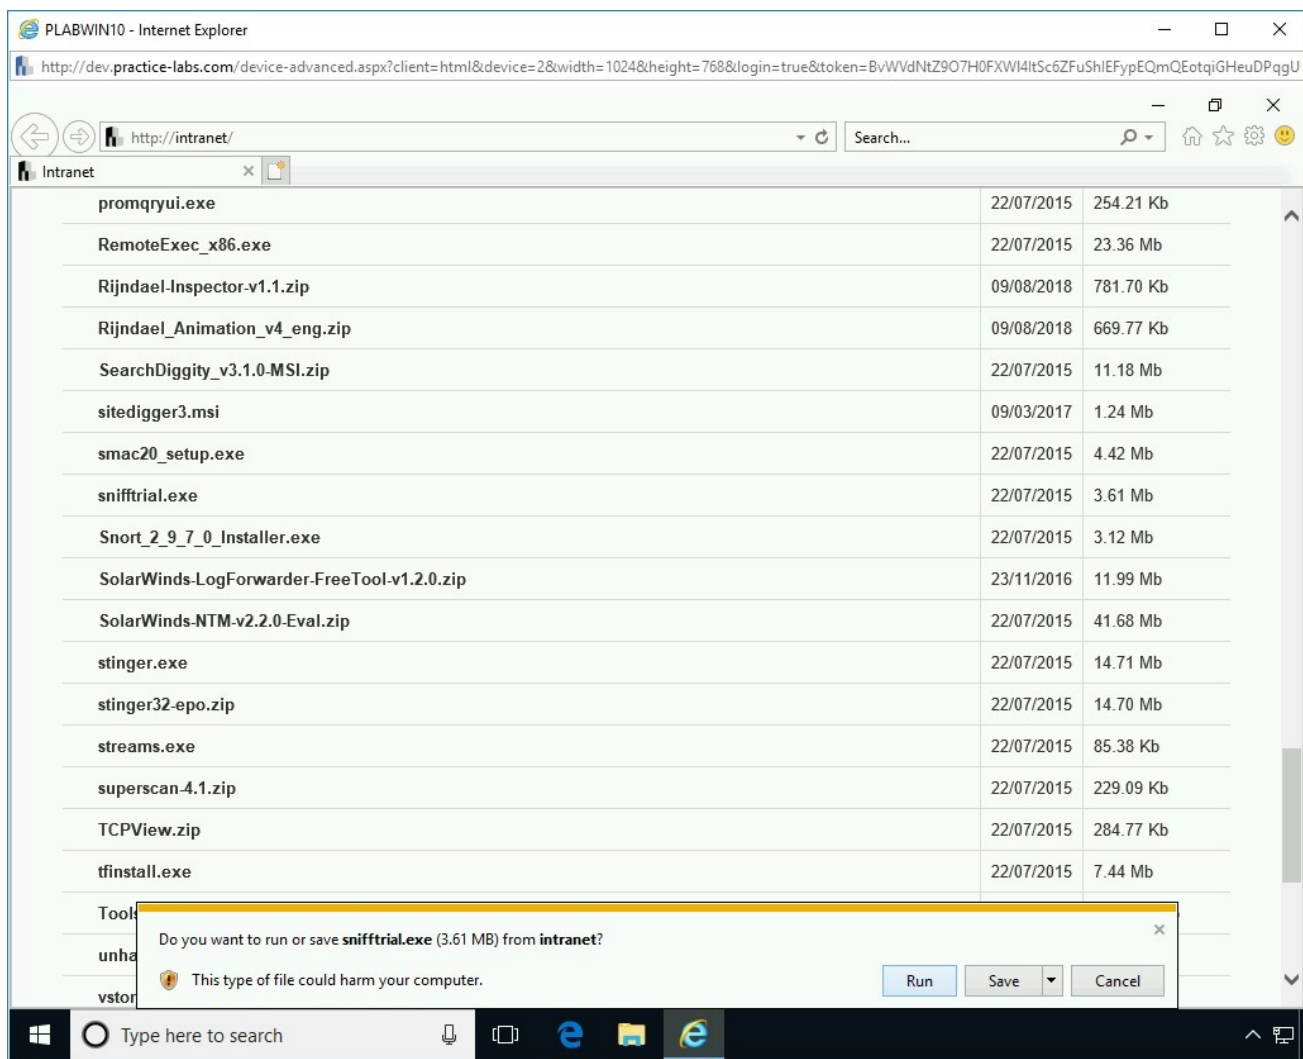 PLABWIN10 - Internet Explorer
http://dev.practice-labs.com/device-advanced.aspx?client=html&device=2&width=1024&height=768&login=true&token=BvWVdNtZ9O7H0FXWI4ItSc6ZFuShIEFypEQmQEotqiGHeuDPqgU
http://intranet/ Search...
Intranet
promqryui.exe 22/07/2015 254.21 Kb
RemoteExec_x86.exe 22/07/2015 23.36 Mb
Rijndael-Inspector-v1.1.zip 09/08/2018 781.70 Kb
Rijndael_Animation_v4_eng.zip 09/08/2018 669.77 Kb
SearchDiggity_v3.1.0-MSI.zip 22/07/2015 11.18 Mb
sitedigger3.msi 09/03/2017 1.24 Mb
smac20_setup.exe 22/07/2015 4.42 Mb
snifftrial.exe 22/07/2015 3.61 Mb
Snort_2_9_7_0_Installer.exe 22/07/2015 3.12 Mb
SolarWinds-LogForwarder-FreeTool-v1.2.0.zip 23/11/2016 11.99 Mb
SolarWinds-NTM-v2.2.0-Eval.zip 22/07/2015 41.68 Mb
stinger.exe 22/07/2015 14.71 Mb
stinger32-epo.zip 22/07/2015 14.70 Mb
streams.exe 22/07/2015 85.38 Kb
superscan-4.1.zip 22/07/2015 229.09 Kb
TCPView.zip 22/07/2015 284.77 Kb
tfinstall.exe 22/07/2015 7.44 Mb
Tools
unha
vstor
Do you want to run or save snifftrial.exe (3.61 MB) from intranet?
This type of file could harm your computer.
Run Save Cancel
Type here to search